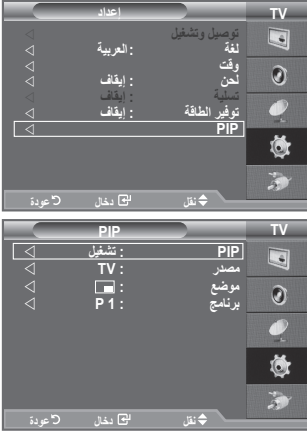 TV
إعداد
توصيل وتشغيل
لغة : العربية
وقت
لحن : إيقاف
تسلية : إيقاف
توفير الطاقة : إيقاف
PIP
نقل دخال عودة
TV
PIP
PIP : تشغيل
مصدر : TV
موضع :
برنامج : P 1
نقل دخال عودة